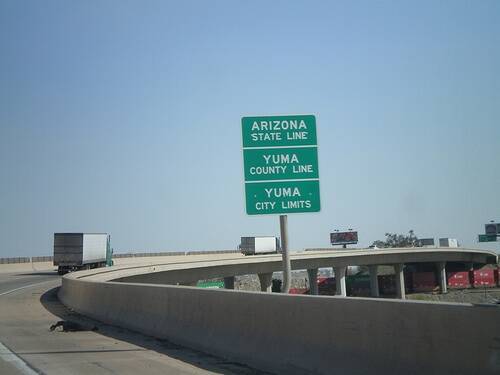 ARIZONA
STATE LINE
YUMA
COUNTY LINE
YUMA
CITY LIMITS